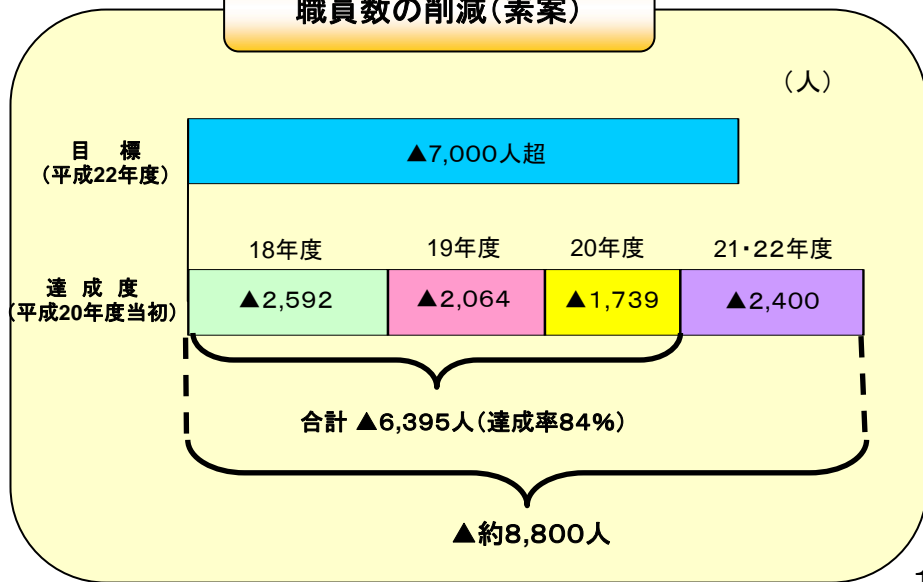 職員数の削減(素案)
(人)
目 標
(平成22年度)
▲7,000人超
18年度 19年度 20年度 21・22年度
達 成 度
(平成20年度当初)
▲2,592 ▲2,064 ▲1,739 ▲2,400
合計 ▲6,395人(達成率84%)
▲約8,800人